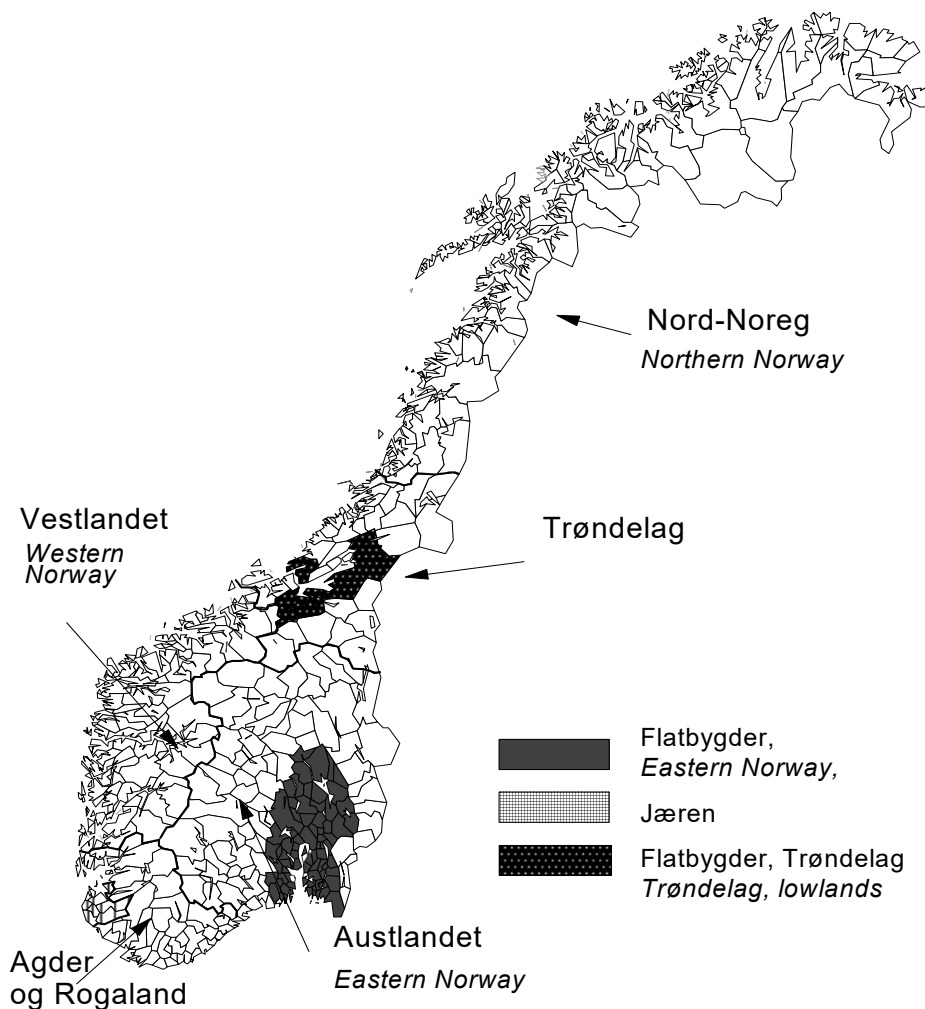 Nord-Noreg
Northern Norway
Vestlandet
Western
Norway
Trøndelag
Flatbygder,
Eastern Norway,
Jæren
Flatbygder, Trøndelag
Trøndelag, lowlands
Austlandet
Eastern Norway
Agder
og Rogaland